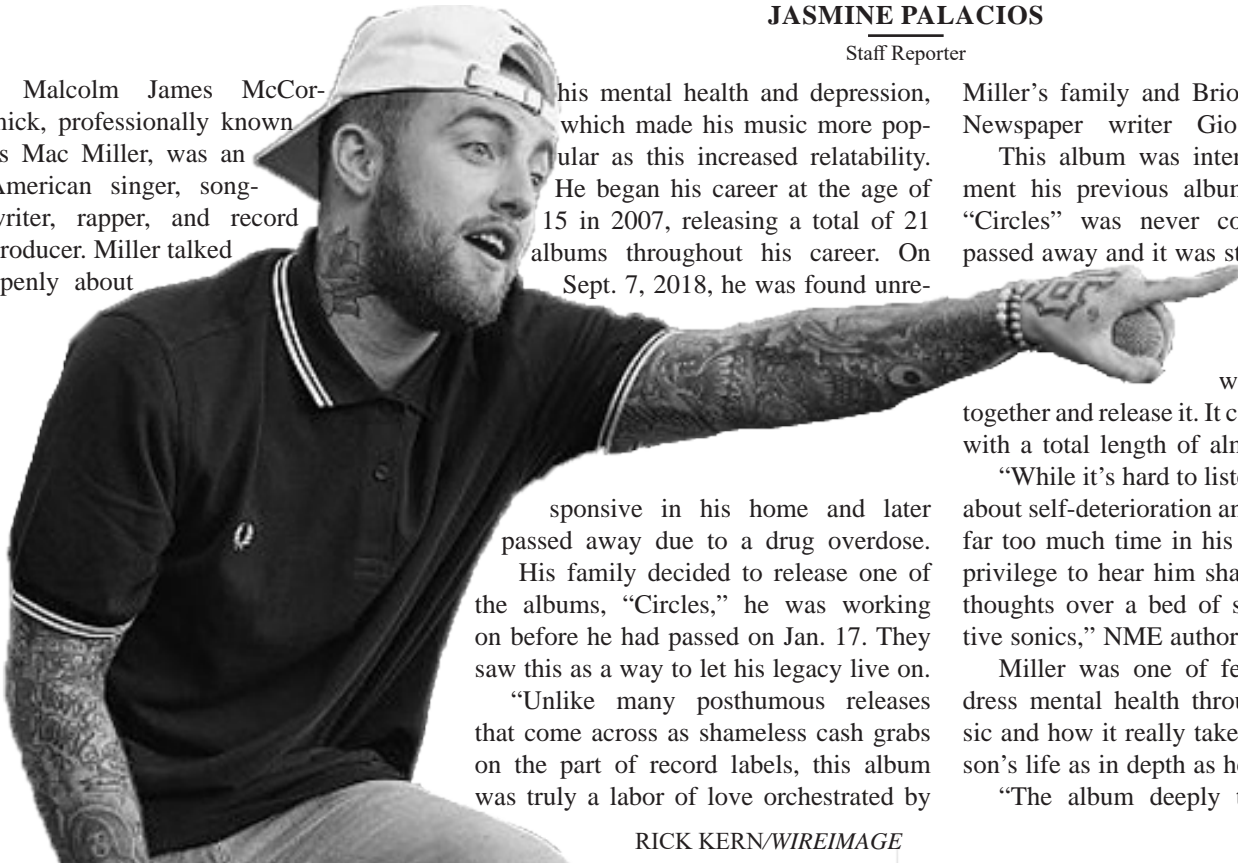 JASMINE PALACIOS
Staff Reporter
Malcolm James McCor-
nick, professionally known
s Mac Miller, was an
American singer, song-
writer, rapper, and record
roducer. Miller talked
penly about
his mental health and depression,
which made his music more pop-
ular as this increased relatability.
He began his career at the age of
15 in 2007, releasing a total of 21
albums throughout his career. On
Sept. 7, 2018, he was found unre-
sponsive in his home and later
passed away due to a drug overdose.
His family decided to release one of
the albums, “Circles,” he was working
on before he had passed on Jan. 17. They
saw this as a way to let his legacy live on.
“Unlike many posthumous releases
that come across as shameless cash grabs
on the part of record labels, this album
was truly a labor of love orchestrated by
Miller’s family and Brio
Newspaper writer Gio
This album was inter
ment his previous albu
“Circles” was never co
passed away and it was st
w
together and release it. It c
with a total length of alm
“While it’s hard to liste
about self-deterioration an
far too much time in his
privilege to hear him sha
thoughts over a bed of s
tive sonics,” NME author
Miller was one of fe
dress mental health throu
sic and how it really take
son’s life as in depth as he
“The album deeply t
RICK KERN/WIREIMAGE